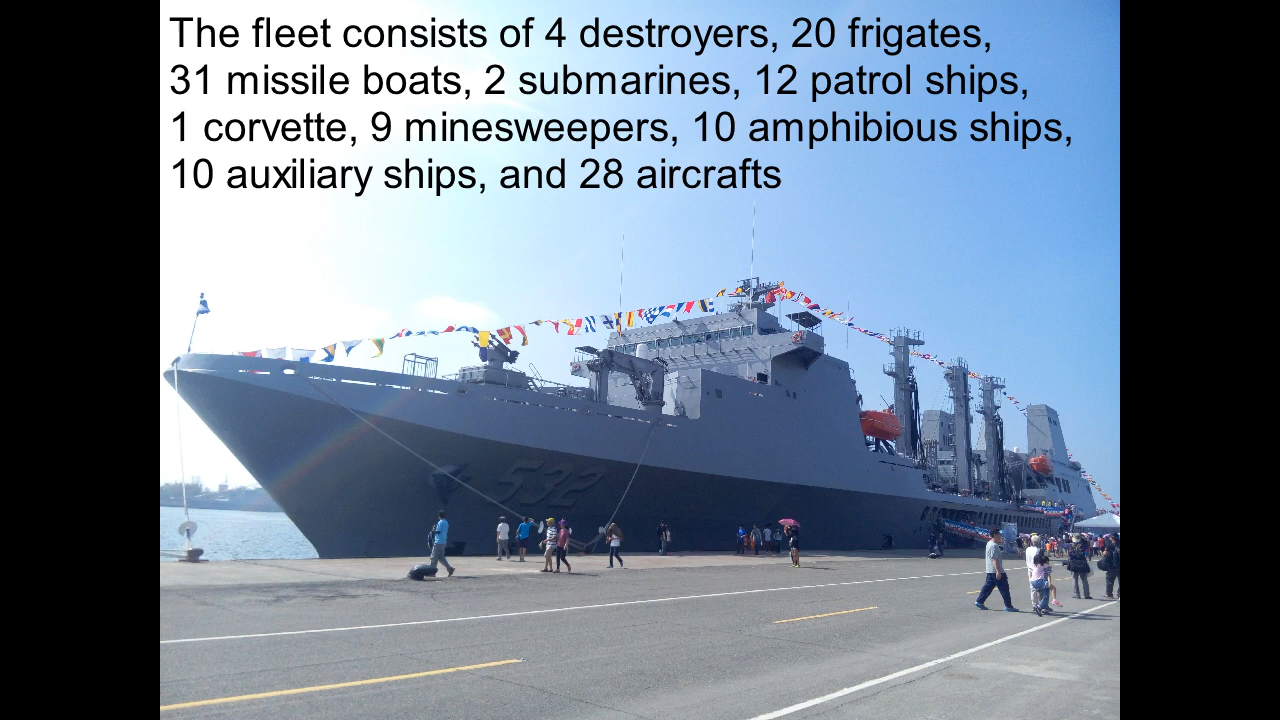 The fleet consists of 4 destroyers, 20 frigates,
31 missile boats, 2 submarines, 12 patrol ships,
1 corvette, 9 minesweepers, 10 amphibious ships,
10 auxiliary ships, and 28 aircrafts
532